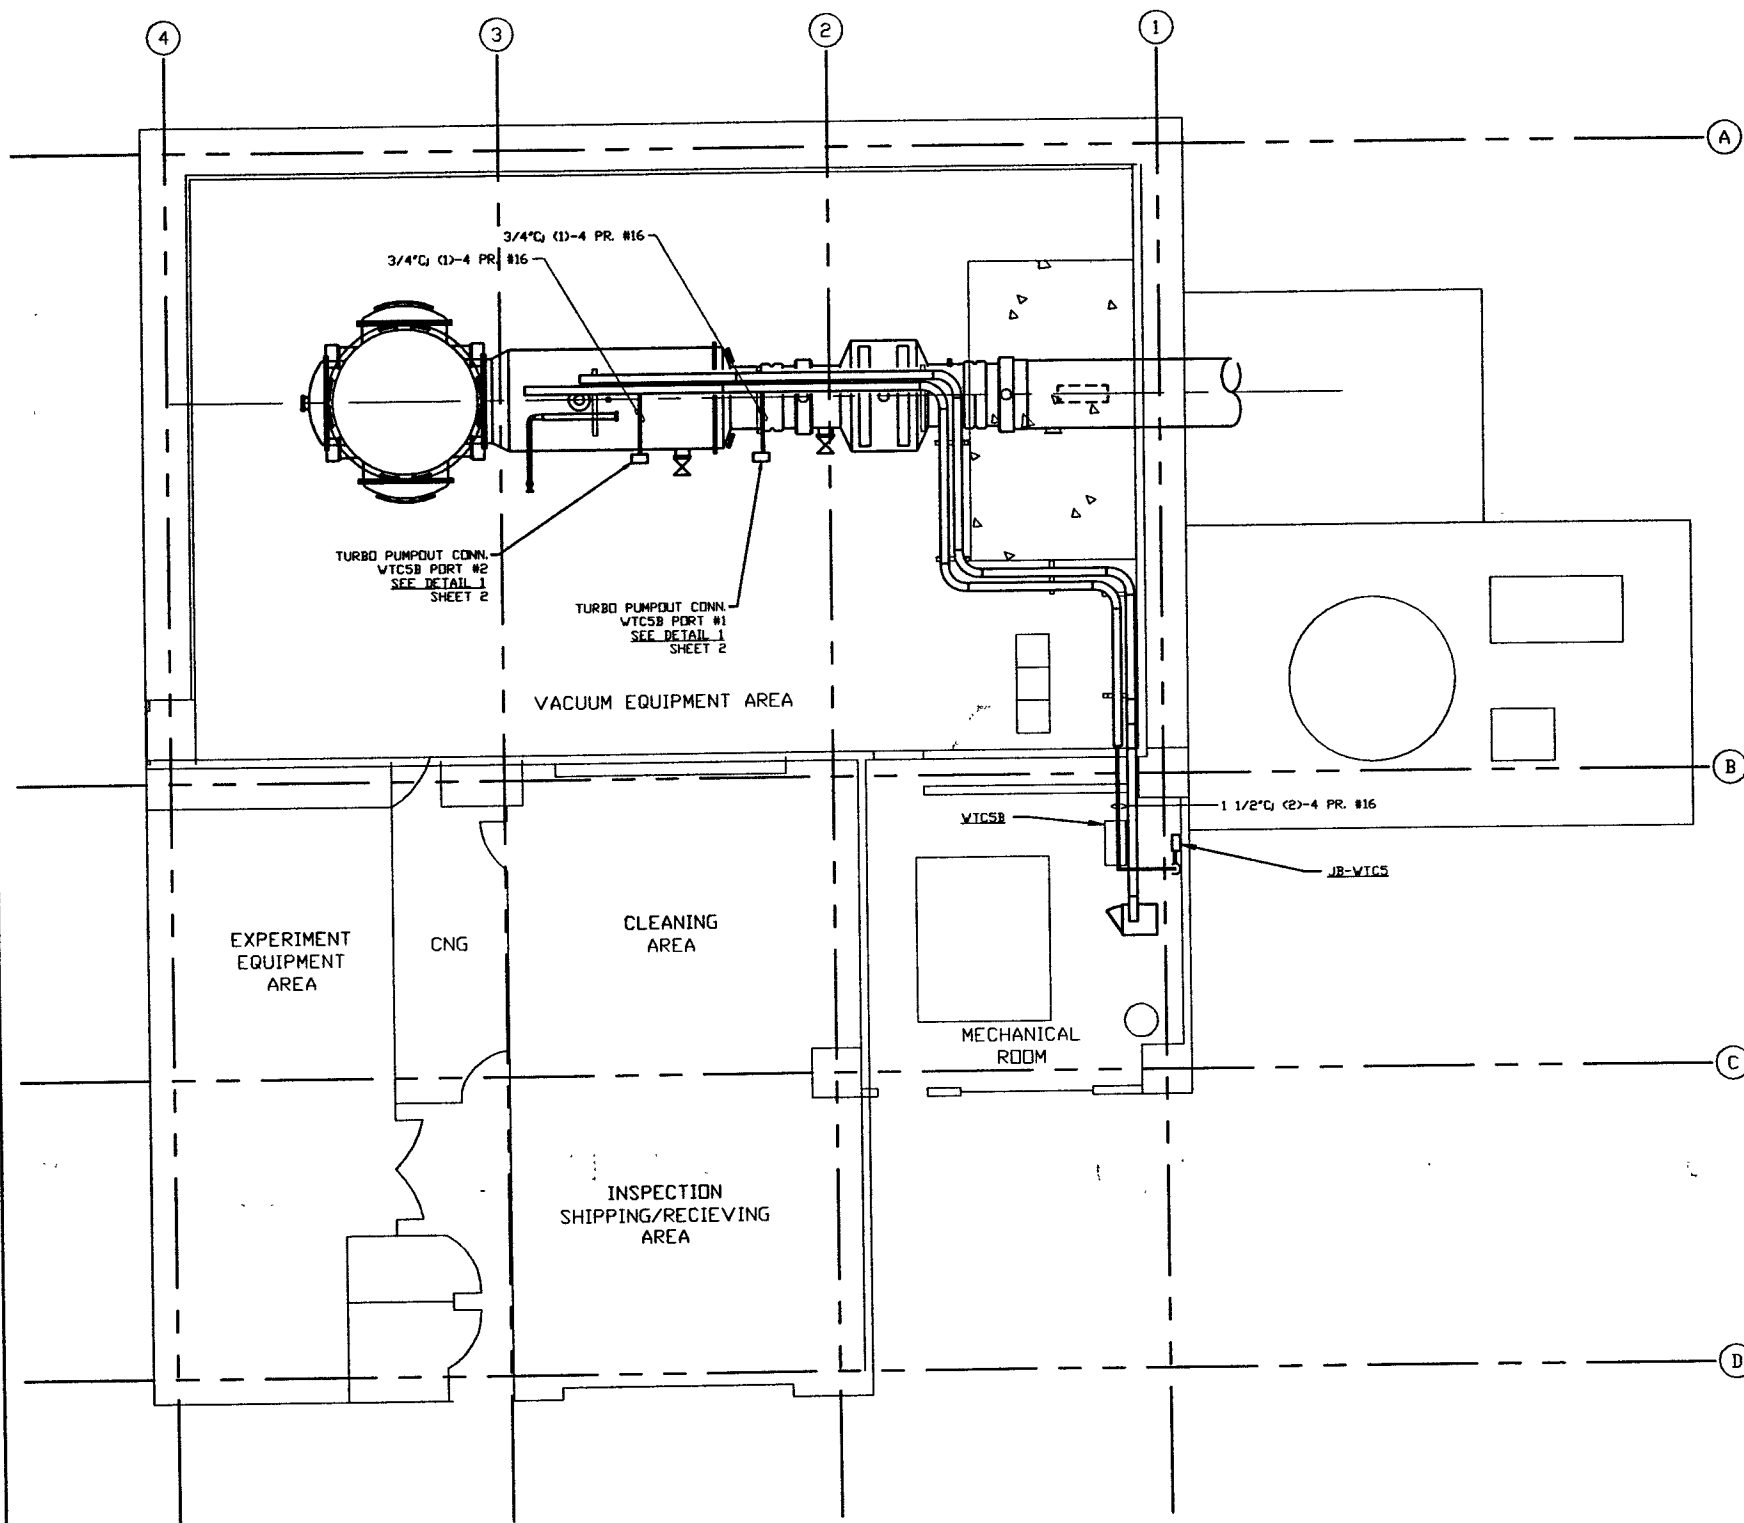 4
3
2
1
A
3/4"C; (1)-4 PR. #16
3/4"C; (1)-4 PR. #16
TURBO PUMPOUT CONN.
WTC5B PORT #2
SEE DETAIL 1
SHEET 2
TURBO PUMPOUT CONN.
WTC5B PORT #1
SEE DETAIL 1
SHEET 2
VACUUM EQUIPMENT AREA
B
1 1/2"C; (2)-4 PR. #16
WTC5B
JB-WTC5
EXPERIMENT
EQUIPMENT
AREA
CNG
CLEANING
AREA
MECHANICAL
ROOM
C
INSPECTION
SHIPPING/RECIEVING
AREA
D